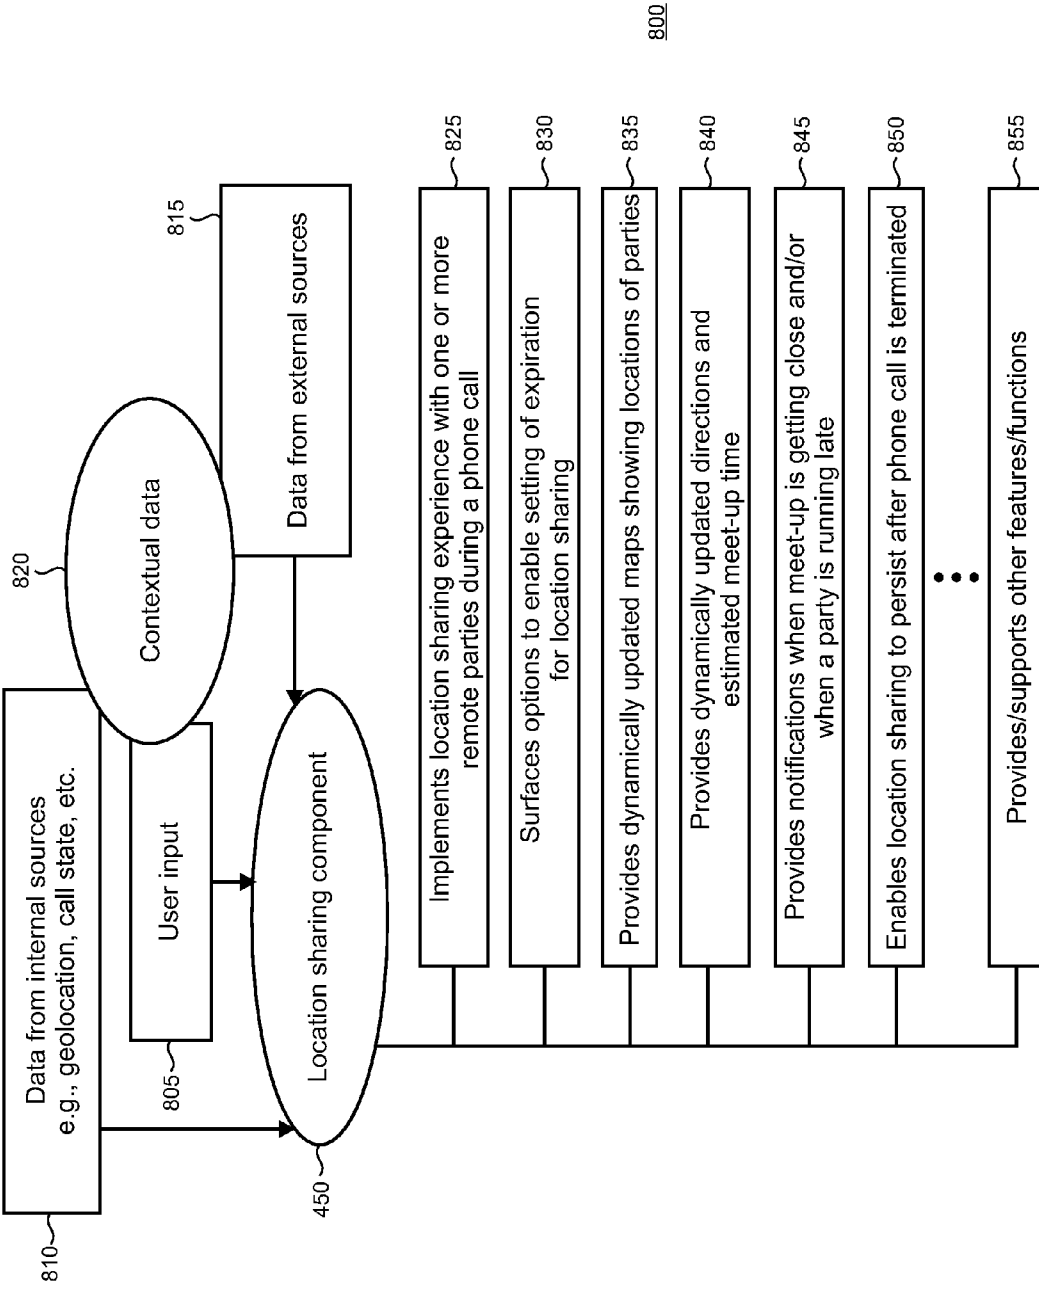 810
Data from internal sources
e.g., geolocation, call state, etc.
820
Contextual data
815
Data from external sources
805
User input
450
Location sharing component
Implements location sharing experience with one or more
remote parties during a phone call
825
Surfaces options to enable setting of expiration
for location sharing
830
Provides dynamically updated maps showing locations of parties
835
Provides dynamically updated directions and
estimated meet-up time
840
Provides notifications when meet-up is getting close and/or
when a party is running late
845
Enables location sharing to persist after phone call is terminated
850
Provides/supports other features/functions
855
800